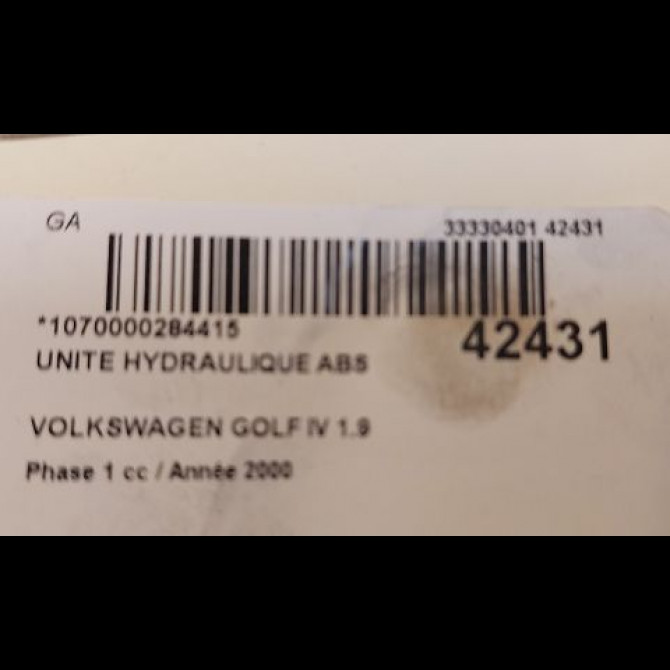 GA 33330401 42431
*1070000284415 42431
UNITE HYDRAULIQUE ABS
VOLKSWAGEN GOLF IV 1.9
Phase 1 cc / Année 2000